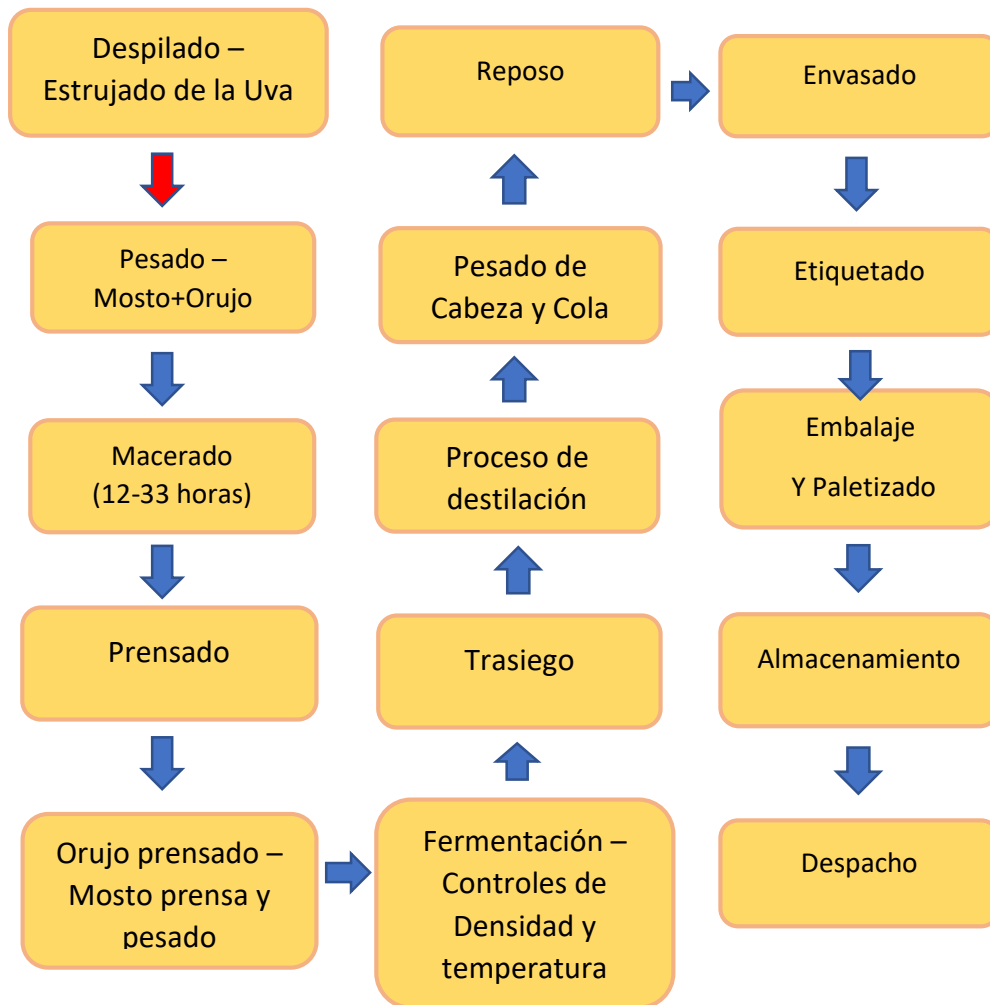 Despilado –
Estrujado de la Uva
Pesado –
Mosto+Orujo
Macerado
(12-33 horas)
Prensado
Orujo prensado –
Mosto prensa y
pesado
Fermentación –
Controles de
Densidad y
temperatura
Trasiego
Proceso de
destilación
Pesado de
Cabeza y Cola
Reposo
Envasado
Etiquetado
Embalaje
Y Paletizado
Almacenamiento
Despacho